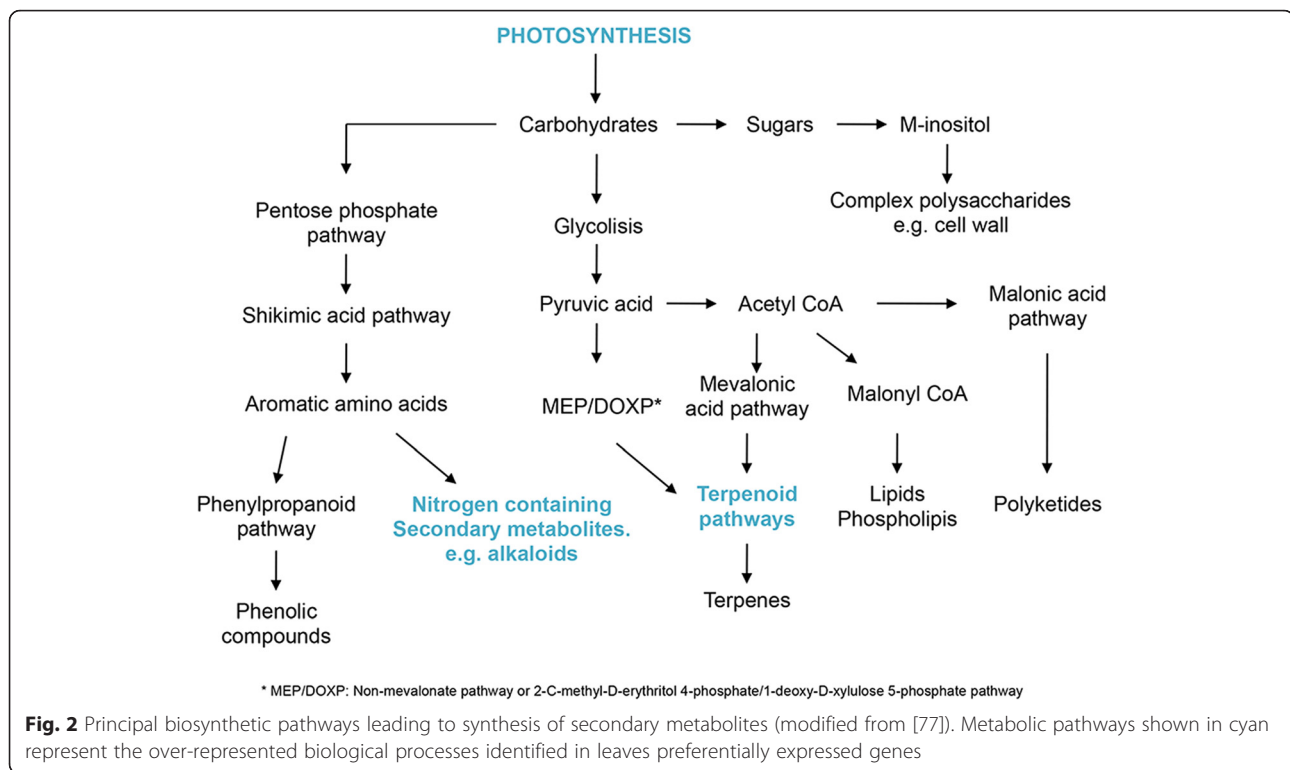 PHOTOSYNTHESIS
Carbohydrates
Sugars
M-inositol
Pentose phosphate
pathway
Glycolisis
Complex polysaccharides
e.g. cell wall
Shikimic acid pathway
Pyruvic acid
Acetyl CoA
Malonic acid
pathway
Aromatic amino acids
MEP/DOXP*
Mevalonic
acid pathway
Malonyl CoA
Phenylpropanoid
pathway
Nitrogen containing
Secondary metabolites.
e.g. alkaloids
Terpenoid
pathways
Lipids
Phospholipis
Polyketides
Phenolic
compounds
Terpenes
* MEP/DOXP: Non-mevalonate pathway or 2-C-methyl-D-erythritol 4-phosphate/1-deoxy-D-xylulose 5-phosphate pathway
Fig. 2 Principal biosynthetic pathways leading to synthesis of secondary metabolites (modified from [77]). Metabolic pathways shown in cyan
represent the over-represented biological processes identified in leaves preferentially expressed genes